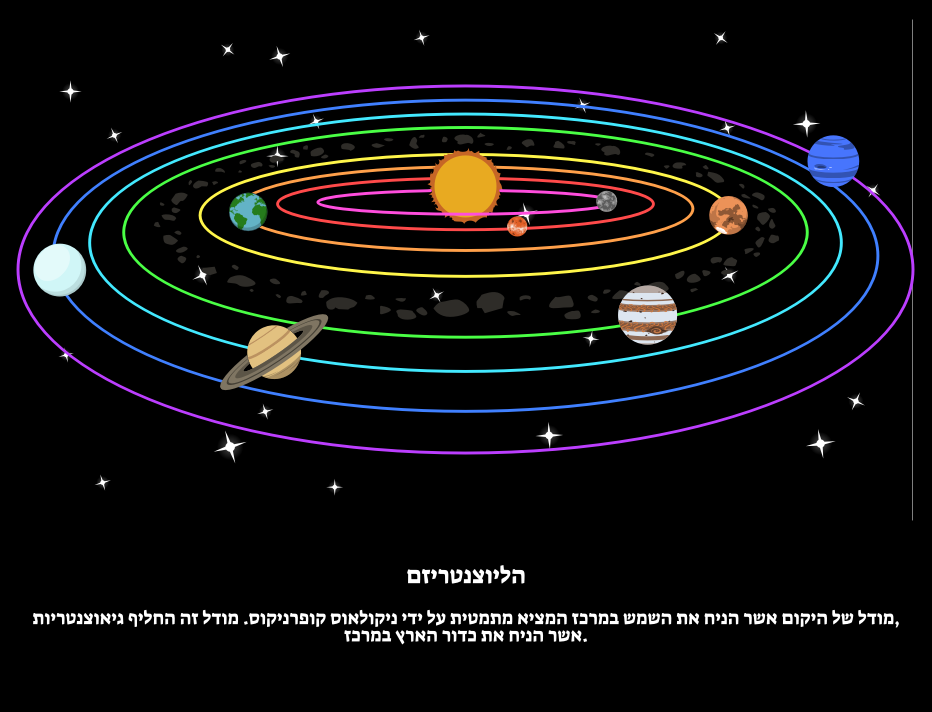 הליוצנטריזם
מודל של היקום אשר הניח את השמש במרכז המציא מתמטית על ידי ניקולאוס קופרניקוס. מודל זה החליף גיאוצנטריות,
אשר הניח את כדור הארץ במרכז.